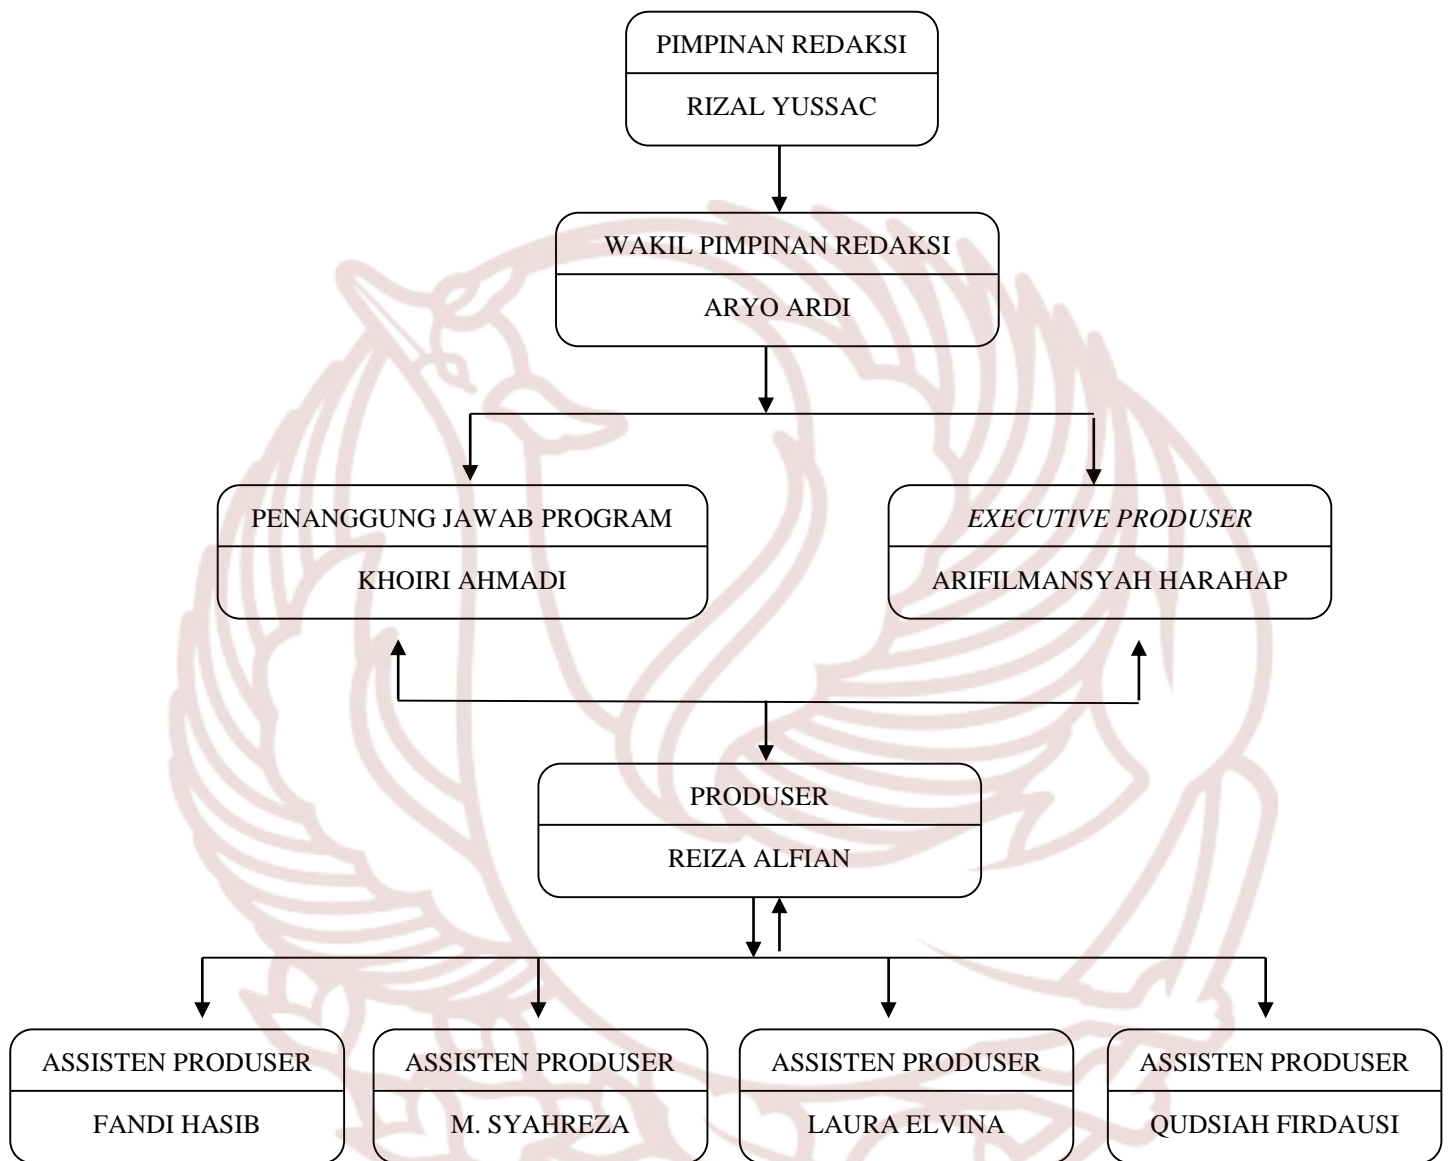 PIMPINAN REDAKSI
RIZAL YUSSAC
WAKIL PIMPINAN REDAKSI
ARYO ARDI
PENANGGUNG JAWAB PROGRAM
KHOIRI AHMADI
EXECUTIVE PRODUSER
ARIFILMANSYAH HARAHAP
PRODUSER
REIZA ALFIAN
ASSISTEN PRODUSER
FANDI HASIB
ASSISTEN PRODUSER
M. SYAHREZA
ASSISTEN PRODUSER
LAURA ELVINA
ASSISTEN PRODUSER
QUDSIAH FIRDAUSI